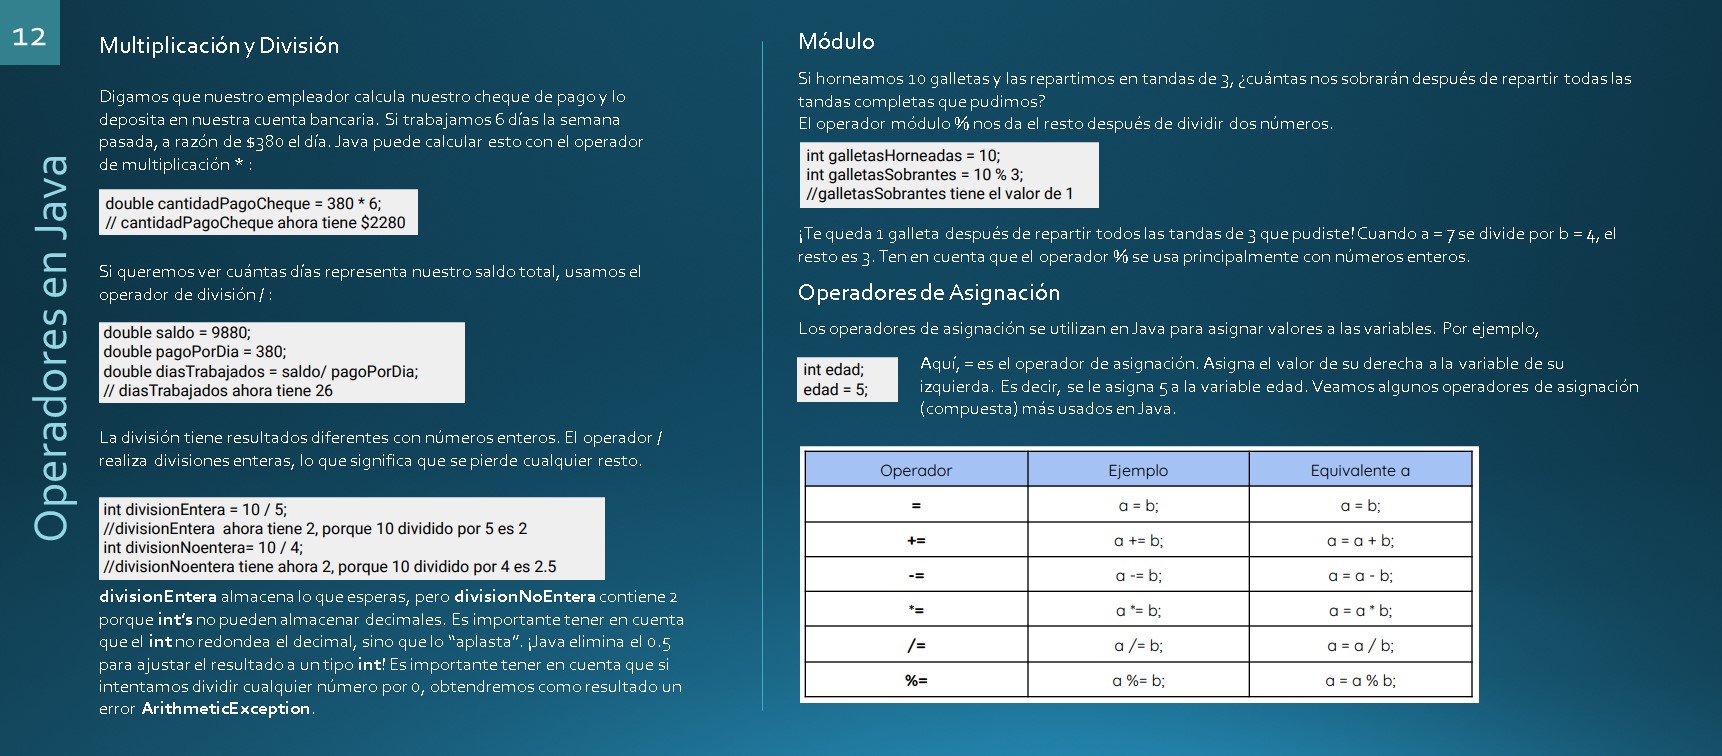 12
Operadores en Java
Multiplicación y División
Digamos que nuestro empleador calcula nuestro cheque de pago y lo
deposita en nuestra cuenta bancaria. Si trabajamos 6 días la semana
pasada, a razón de $380 el día. Java puede calcular esto con el operador
de multiplicación * :
double cantidadPagoCheque = 380 * 6;
// cantidadPagoCheque ahora tiene $2280
Si queremos ver cuántas días representa nuestro saldo total, usamos el
operador de división / :
double saldo = 9880;
double pagoPorDia = 380;
double diasTrabajados = saldo/ pagoPorDia;
// diasTrabajados ahora tiene 26
La división tiene resultados diferentes con números enteros. El operador /
realiza divisiones enteras, lo que significa que se pierde cualquier resto.
int divisionEntera = 10 / 5;
//divisionEntera ahora tiene 2, porque 10 dividido por 5 es 2
int divisionNoentera= 10 / 4;
//divisionNoentera tiene ahora 2, porque 10 dividido por 4 es 2.5
divisionEntera almacena lo que esperas, pero divisionNoEntera contiene 2
porque int's no pueden almacenar decimales. Es importante tener en cuenta
que el int no redondea el decimal, sino que lo “aplasta”. ¡Java elimina el 0.5
para ajustar el resultado a un tipo int! Es importante tener en cuenta que si
intentamos dividir cualquier número por 0, obtendremos como resultado un
error ArithmeticException.
Módulo
Si horneamos 10 galletas y las repartimos en tandas de 3, ¿cuántas nos sobrarán después de repartir todas las
tandas completas que pudimos?
El operador módulo % nos da el resto después de dividir dos números.
int galletasHorneadas = 10;
int galletasSobrantes = 10 % 3;
//galletasSobrantes tiene el valor de 1
¡Te queda 1 galleta después de repartir todos las tandas de 3 que pudiste! Cuando a = 7 se divide por b = 4, el
resto es 3. Ten en cuenta que el operador % se usa principalmente con números enteros.
Operadores de Asignación
Los operadores de asignación se utilizan en Java para asignar valores a las variables. Por ejemplo,
int edad;
edad = 5;
Aquí, = es el operador de asignación. Asigna el valor de su derecha a la variable de su
izquierda. Es decir, se le asigna 5 a la variable edad. Veamos algunos operadores de asignación
(compuesta) más usados en Java.
Operador Ejemplo Equivalente a
= a = b; a = b;
+= a += b; a = a + b;
-= a -= b; a = a - b;
*= a *= b; a = a * b;
/= a /= b; a = a / b;
%= a %= b; a = a % b;